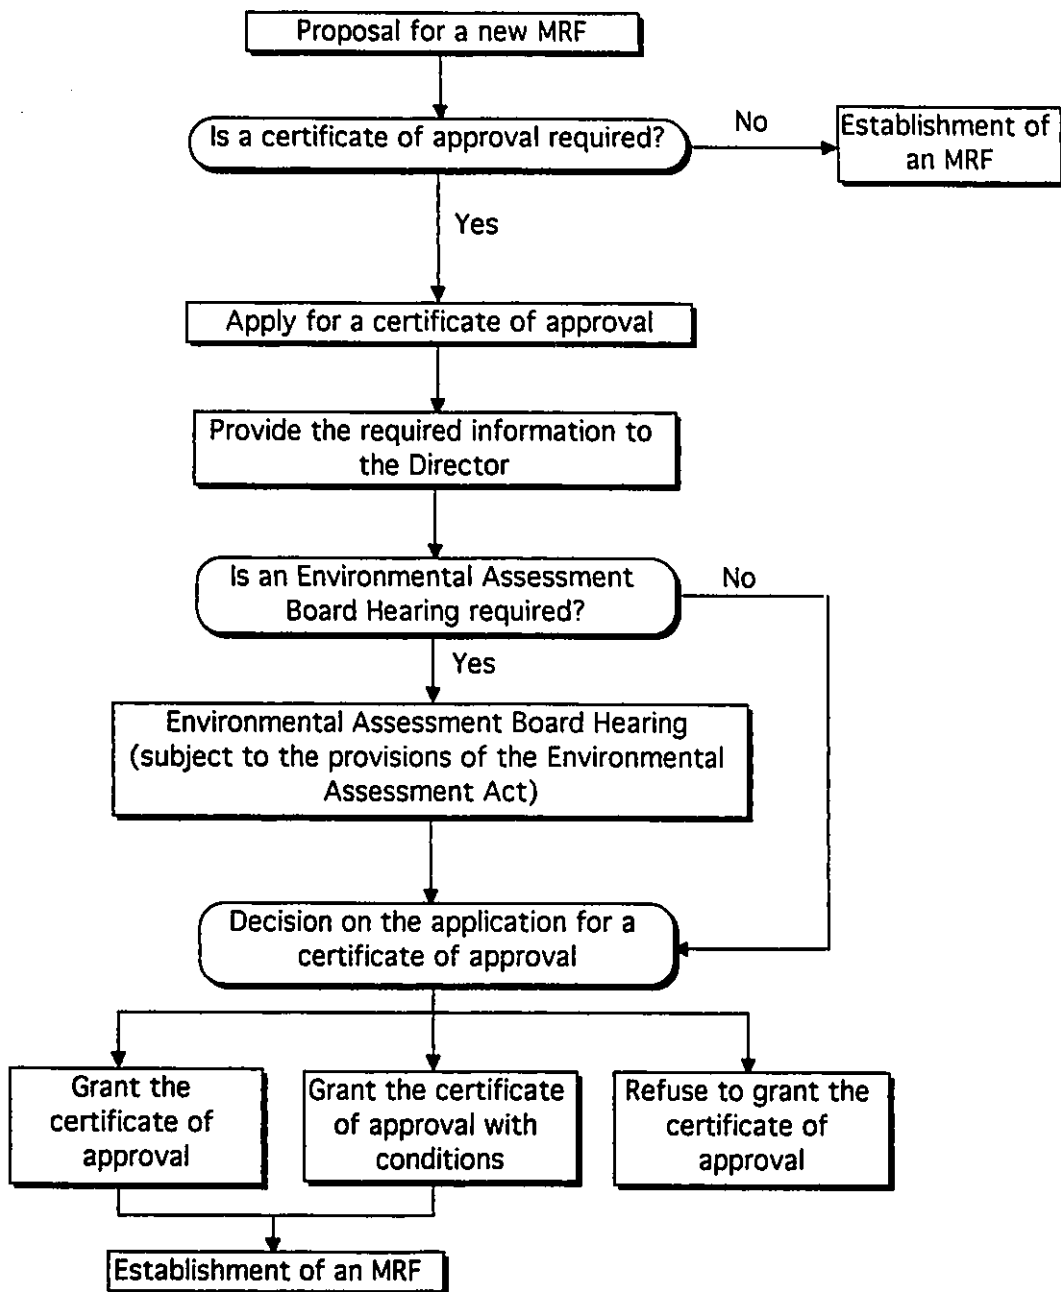 Proposal for a new MRF
Is a certificate of approval required?
No
Establishment of
an MRF
Yes
Apply for a certificate of approval
Provide the required information to
the Director
Is an Environmental Assessment
Board Hearing required?
No
Yes
Environmental Assessment Board Hearing
(subject to the provisions of the Environmental
Assessment Act)
Decision on the application for a
certificate of approval
Grant the
certificate of
approval
Grant the certificate
of approval with
conditions
Refuse to grant the
certificate of
approval
Establishment of an MRF